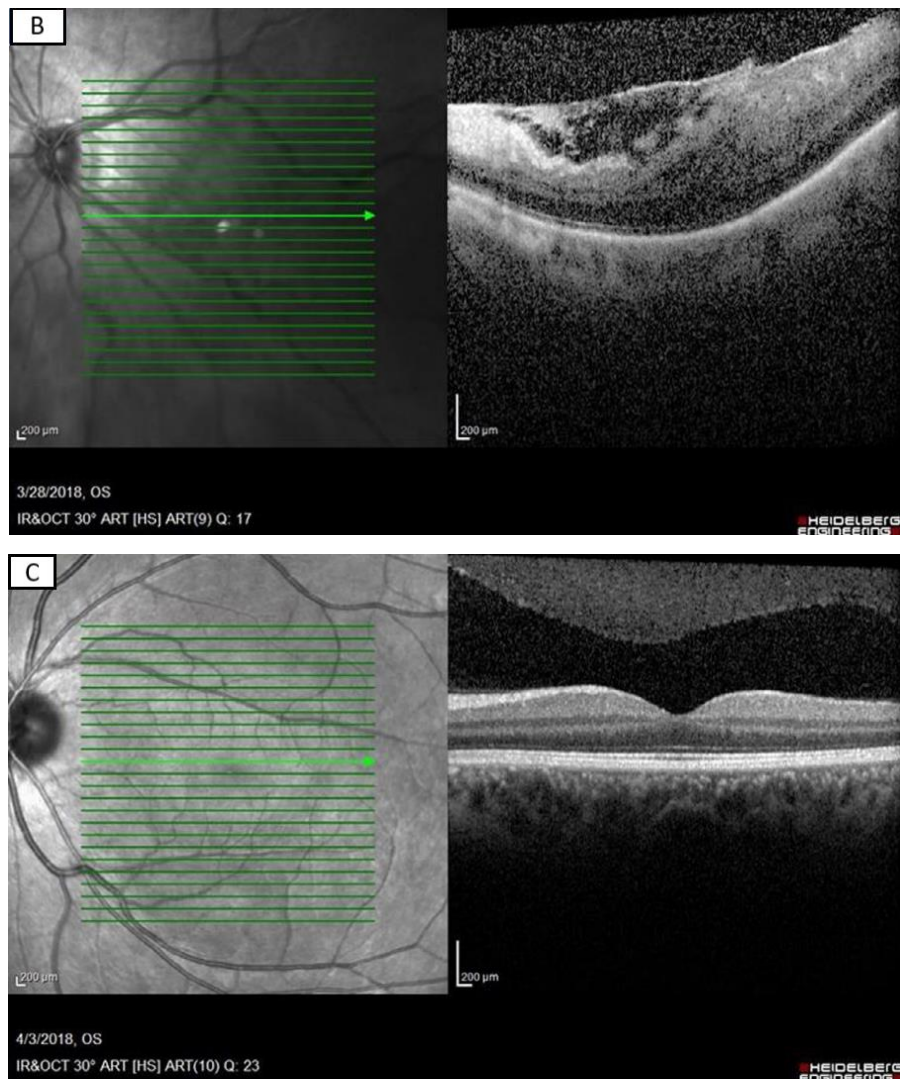 B
200 µm
200 µm
3/28/2018, OS
IR&OCT 30° ART [HS] ART(9) Q: 17
HEIDELBERG
ENGINEERING
C
200 µm
200 µm
4/3/2018, OS
IR&OCT 30° ART [HS] ART(10) Q: 23
HEIDELBERG
ENGINEERING